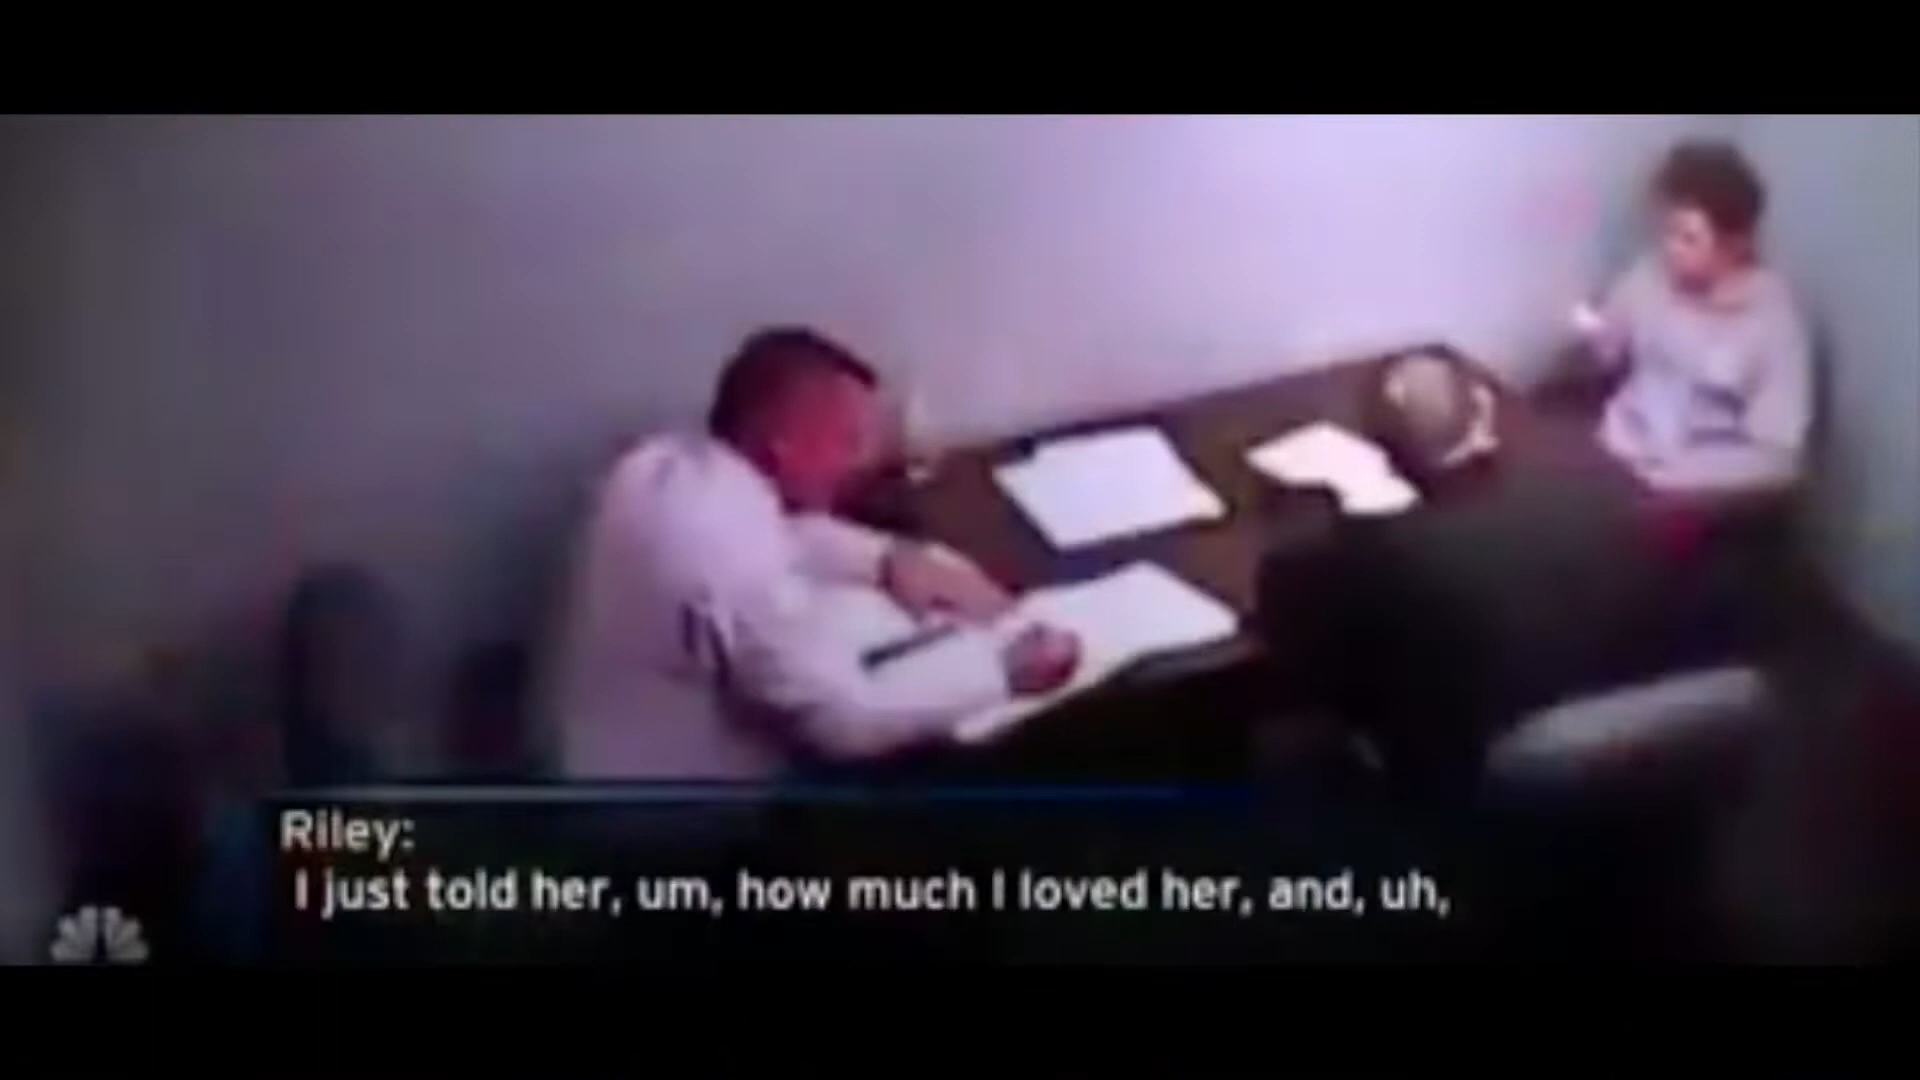 Riley:
I just told her, um, how much I loved her, and, uh,